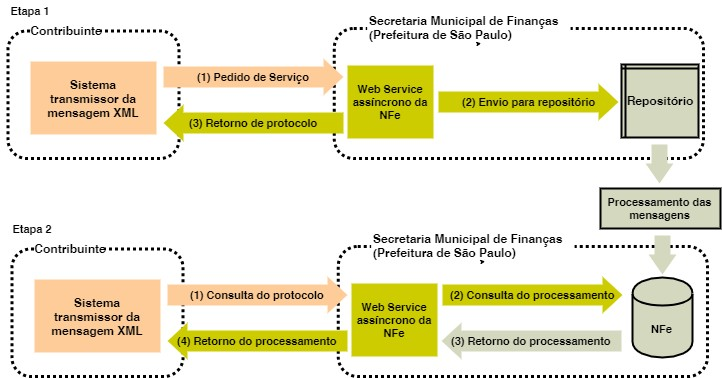 Etapa 1
Contribuinte
Secretaria Municipal de Finanças
(Prefeitura de São Paulo)
Sistema
transmissor da
mensagem XML
(1) Pedido de Serviço
(3) Retorno de protocolo
Web Service
assíncrono da
NFe
(2) Envio para repositório
Repositório
Processamento das
mensagens
Etapa 2
Contribuinte
Secretaria Municipal de Finanças
(Prefeitura de São Paulo)
Sistema
transmissor da
mensagem XML
(1) Consulta do protocolo
(4) Retorno do processamento
Web Service
assíncrono da
NFe
(2) Consulta do processamento
(3) Retorno do processamento
NFe